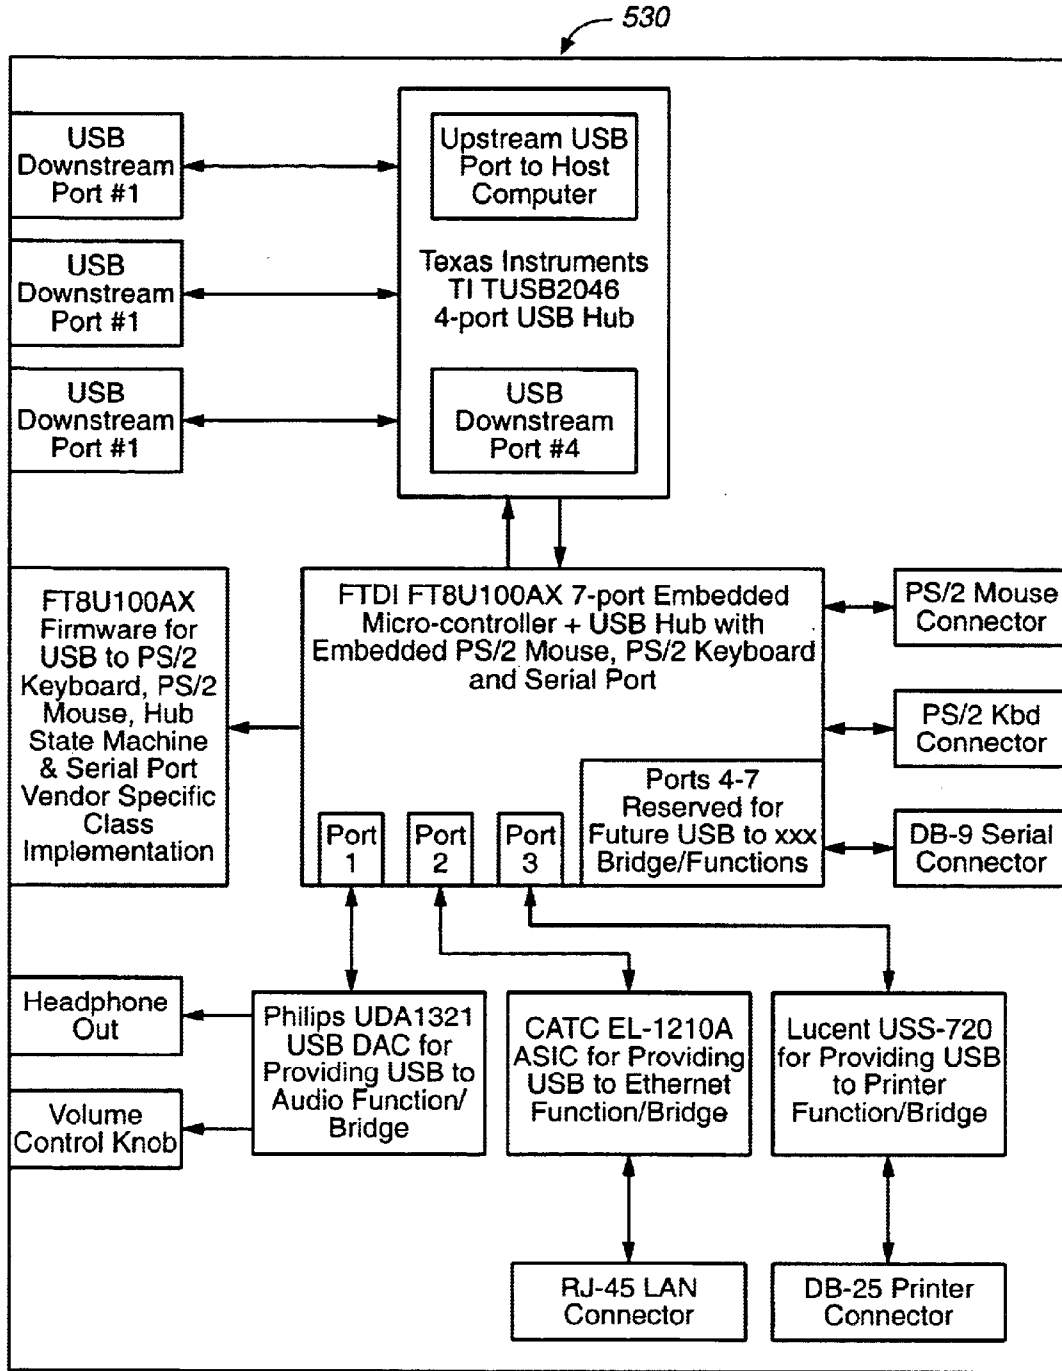 530
USB
Downstream
Port #1
Upstream USB
Port to Host
Computer
USB
Downstream
Port #1
Texas Instruments
TI TUSB2046
4-port USB Hub
USB
Downstream
Port #1
USB
Downstream
Port #4
FT8U100AX
Firmware for
USB to PS/2
Keyboard, PS/2
Mouse, Hub
State Machine
& Serial Port
Vendor Specific
Class
Implementation
FTDI FT8U100AX 7-port Embedded
Micro-controller + USB Hub with
Embedded PS/2 Mouse, PS/2 Keyboard
and Serial Port
PS/2 Mouse
Connector
PS/2 Kbd
Connector
DB-9 Serial
Connector
Port
1
Port
2
Port
3
Ports 4-7
Reserved for
Future USB to xxx
Bridge/Functions
Headphone
Out
Volume
Control Knob
Philips UDA1321
USB DAC for
Providing USB to
Audio Function/
Bridge
CATC EL-1210A
ASIC for Providing
USB to Ethernet
Function/Bridge
Lucent USS-720
for Providing USB
to Printer
Function/Bridge
RJ-45 LAN
Connector
DB-25 Printer
Connector